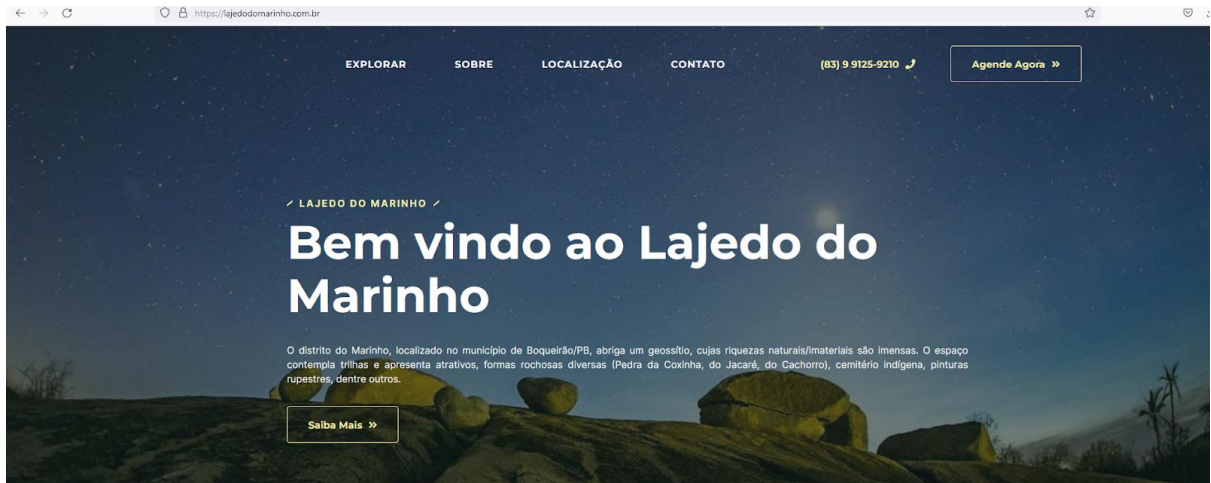 https://lajedodomarinho.com.br
EXPLORAR SOBRE LOCALIZAÇÃO CONTATO (83) 9 9125-9210 Agende Agora »
LAJEDO DO MARINHO
Bem vindo ao Lajedo do
Marinho
O distrito do Marinho, localizado no município de Boqueirão/PB, abriga um geossítio, cujas riquezas naturais/imateriais são imensas. O espaço
contempla trilhas e apresenta atrativos, formas rochosas diversas (Pedra da Coxinha, do Jacaré, do Cachorro), cemitério indígena, pinturas
rupestres, dentre outros.
Saiba Mais »